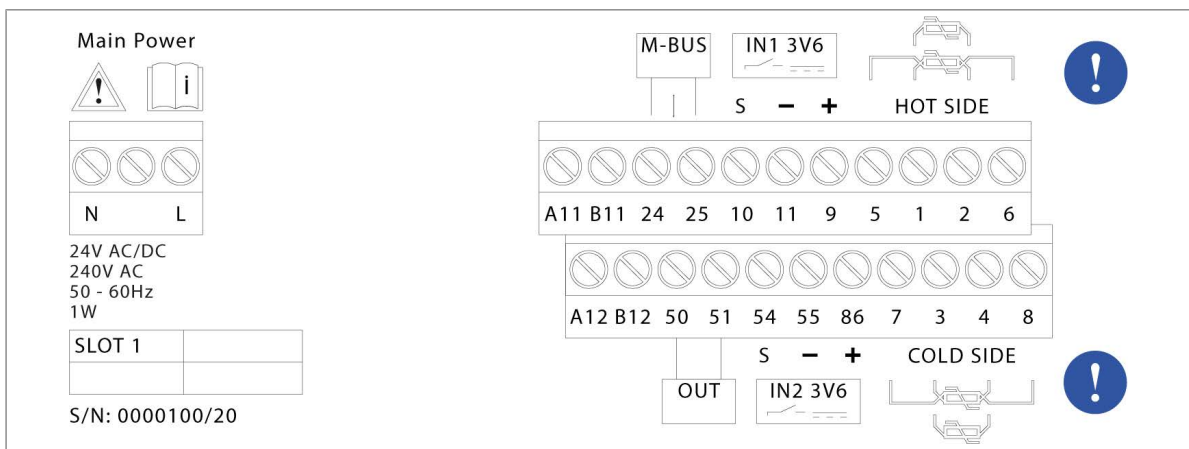 Main Power
N L
24V AC/DC
240V AC
50 - 60Hz
1W
SLOT 1
S/N: 0000100/20
M-BUS IN1 3V6
S − + HOT SIDE
A11 B11 24 25 10 11 9 5 1 2 6
A12 B12 50 51 54 55 86 7 3 4 8
S − + COLD SIDE
OUT IN2 3V6